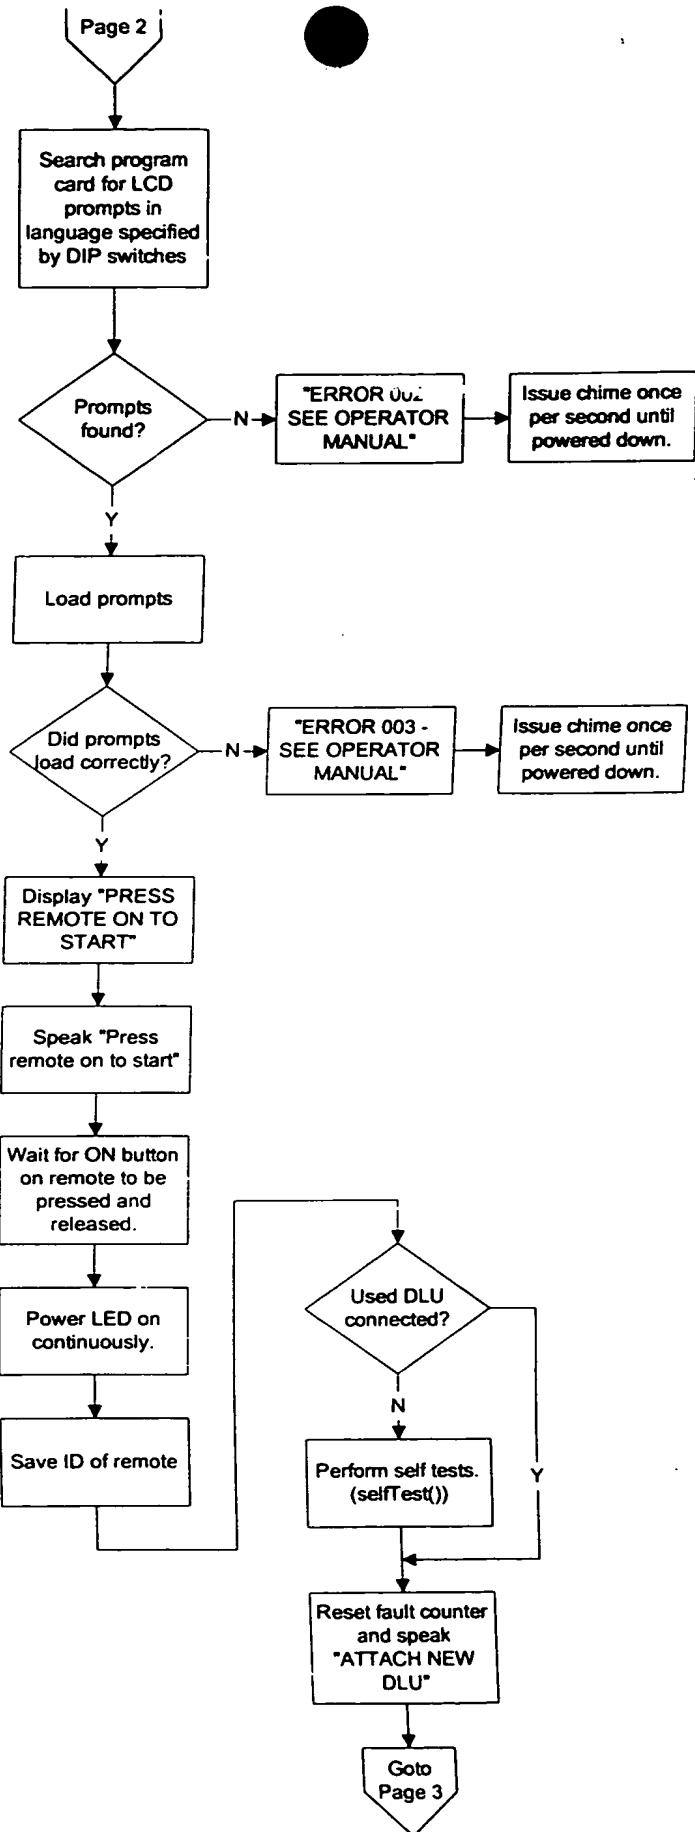 Page 2
Search program
card for LCD
prompts in
language specified
by DIP switches
Prompts
found?
N
"ERROR 002
SEE OPERATOR
MANUAL"
Issue chime once
per second until
powered down.
Y
Load prompts
Did prompts
load correctly?
N
"ERROR 003 -
SEE OPERATOR
MANUAL"
Issue chime once
per second until
powered down.
Y
Display "PRESS
REMOTE ON TO
START"
Speak "Press
remote on to start"
Wait for ON button
on remote to be
pressed and
released.
Power LED on
continuously.
Save ID of remote
Used DLU
connected?
N
Y
Perform self tests.
(selfTest())
Reset fault counter
and speak
"ATTACH NEW
DLU"
Goto
Page 3